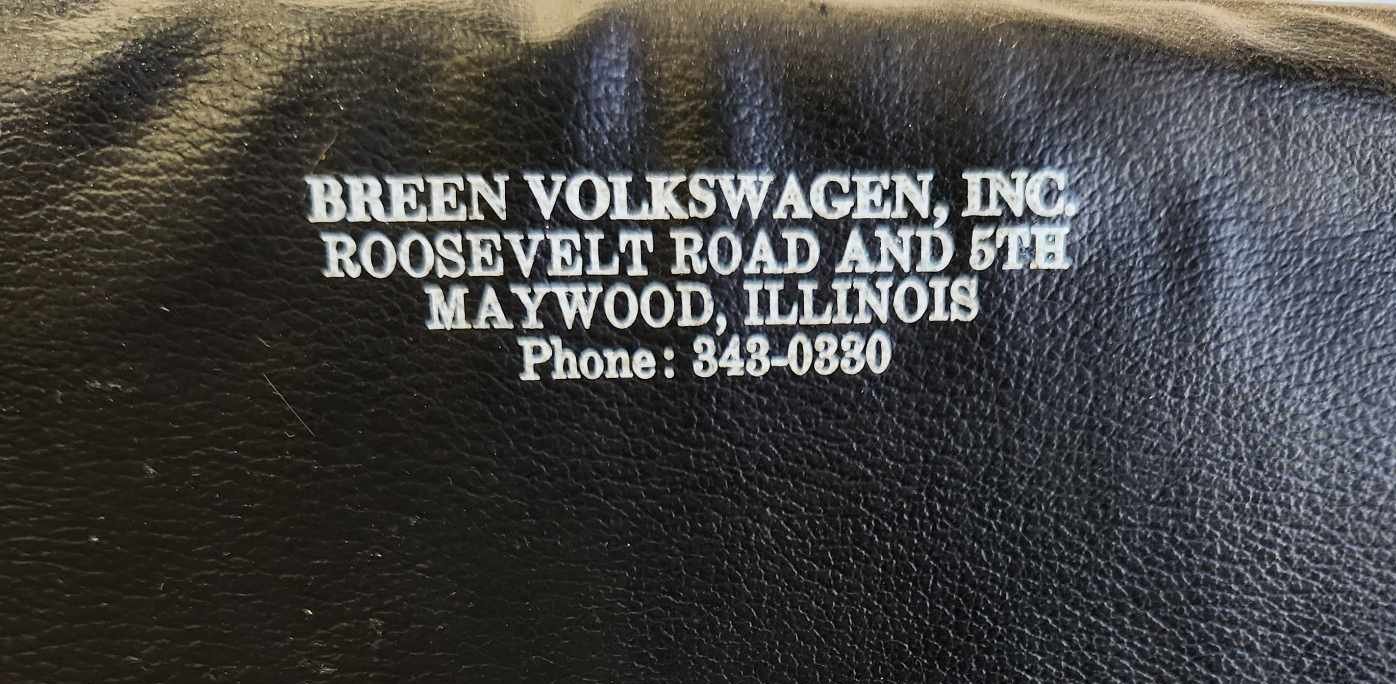 BREEN VOLKSWAGEN, INC.
ROOSEVELT ROAD AND 5TH
MAYWOOD, ILLINOIS
Phone: 343-0330